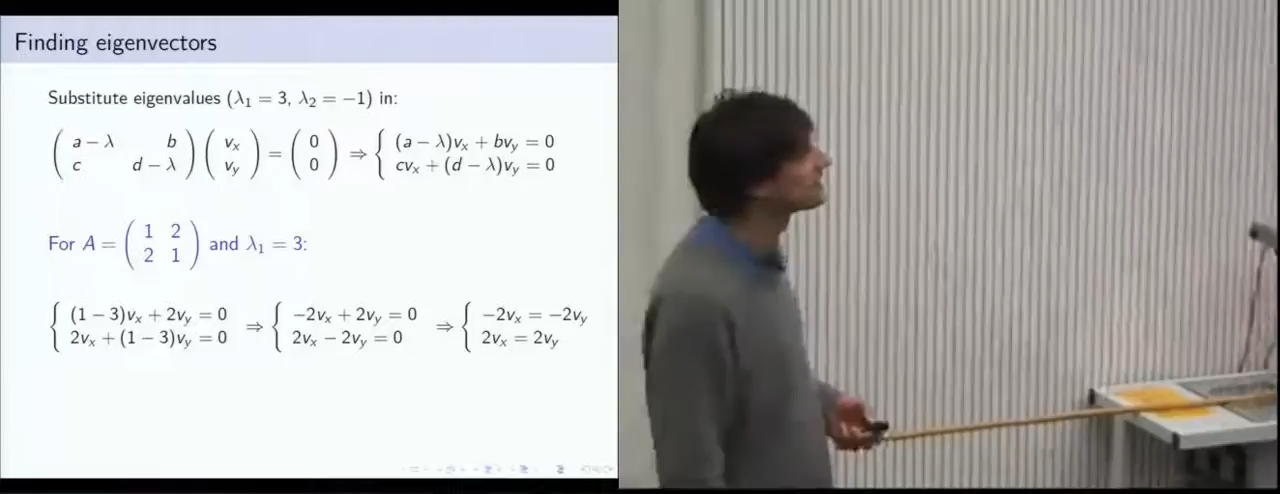 Finding eigenvectors
Substitute eigenvalues (λ₁ = 3, λ₂ = −1) in:
( a − λ b ; c d − λ ) ( vₓ ; v_y ) = ( 0 ; 0 ) ⇒ { (a − λ)vₓ + bv_y = 0 ; cvₓ + (d − λ)v_y = 0
For A = ( 1 2 ; 2 1 ) and λ₁ = 3:
{ (1 − 3)vₓ + 2v_y = 0 ; 2vₓ + (1 − 3)v_y = 0 ⇒ { −2vₓ + 2v_y = 0 ; 2vₓ − 2v_y = 0 ⇒ { −2vₓ = −2v_y ; 2vₓ = 2v_y